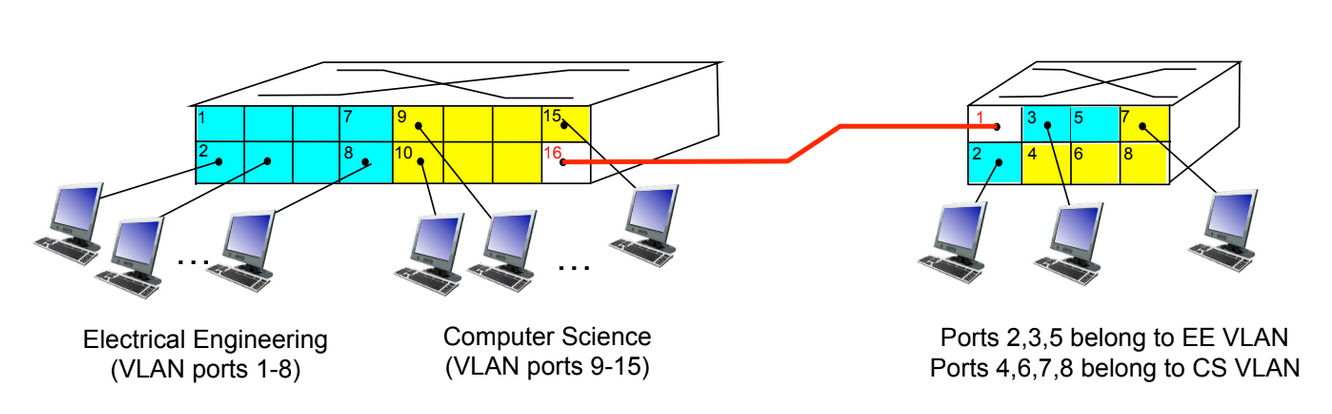 1 7 9 15
2 8 10 16
... ...
1 3 5 7
2 4 6 8
Electrical Engineering
(VLAN ports 1-8)
Computer Science
(VLAN ports 9-15)
Ports 2,3,5 belong to EE VLAN
Ports 4,6,7,8 belong to CS VLAN